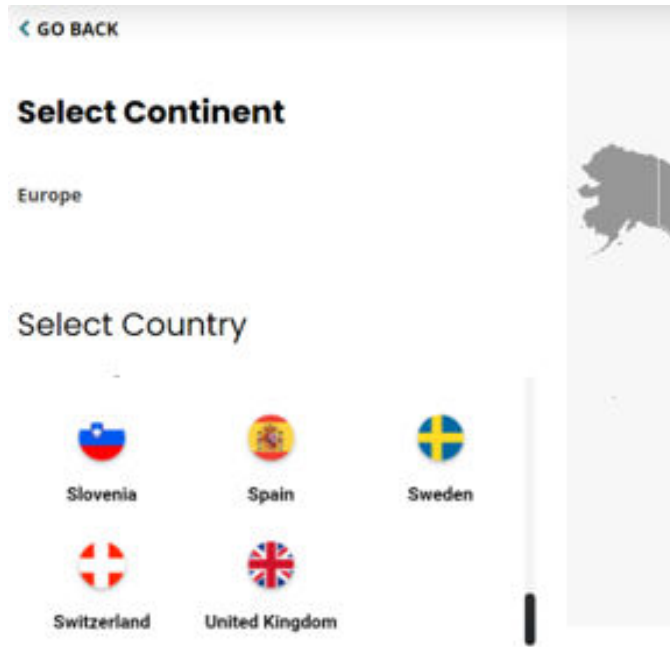 GO BACK
Select Continent
Europe
Select Country
Slovenia Spain Sweden
Switzerland United Kingdom